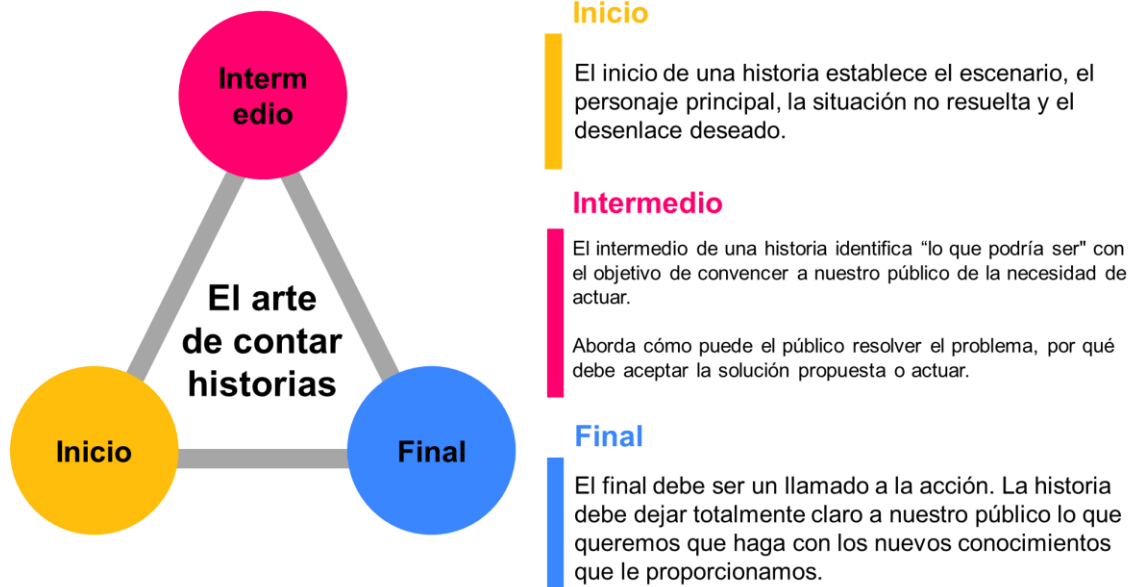 Interm
edio
El arte
de contar
historias
Inicio
Final
Inicio
El inicio de una historia establece el escenario, el
personaje principal, la situación no resuelta y el
desenlace deseado.
Intermedio
El intermedio de una historia identifica “lo que podría ser" con
el objetivo de convencer a nuestro público de la necesidad de
actuar.
Aborda cómo puede el público resolver el problema, por qué
debe aceptar la solución propuesta o actuar.
Final
El final debe ser un llamado a la acción. La historia
debe dejar totalmente claro a nuestro público lo que
queremos que haga con los nuevos conocimientos
que le proporcionamos.